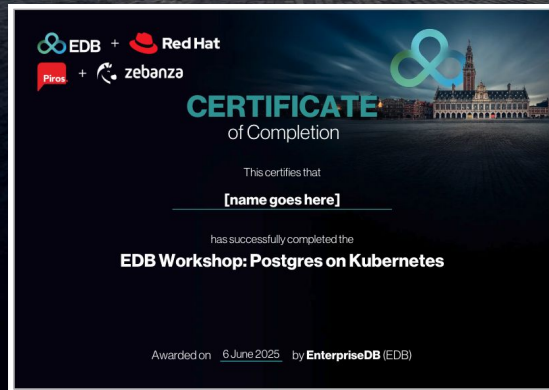 EDB + Red Hat
Piros + zebanza
CERTIFICATE
of Completion
This certifies that
[name goes here]
has successfully completed the
EDB Workshop: Postgres on Kubernetes
Awarded on 6 June 2025 by EnterpriseDB (EDB)